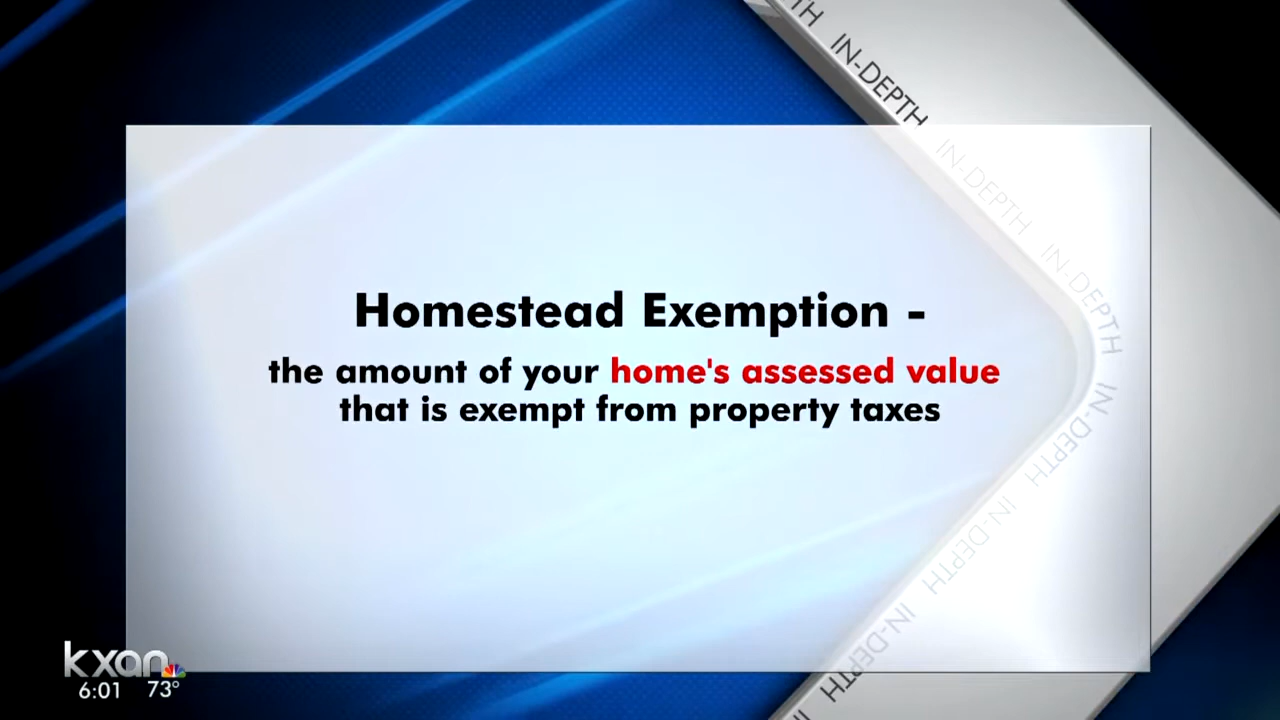 TH IN-DEPTH IN-DEPTH IN-DEPTH IN-DEPTH IN-DEPTH IN-DEPTH IN
Homestead Exemption -
the amount of your home's assessed value
that is exempt from property taxes
kxan
6:01 73°